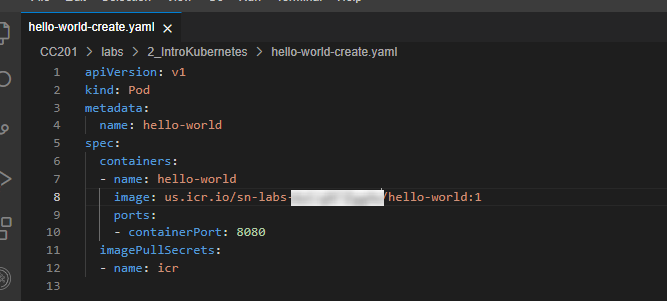 hello-world-create.yaml ×
CC201 > labs > 2_IntroKubernetes > hello-world-create.yaml
1 apiVersion: v1
2 kind: Pod
3 metadata:
4   name: hello-world
5 spec:
6   containers:
7   - name: hello-world
8     image: us.icr.io/sn-labs-/hello-world:1
9     ports:
10     - containerPort: 8080
11   imagePullSecrets:
12   - name: icr
13